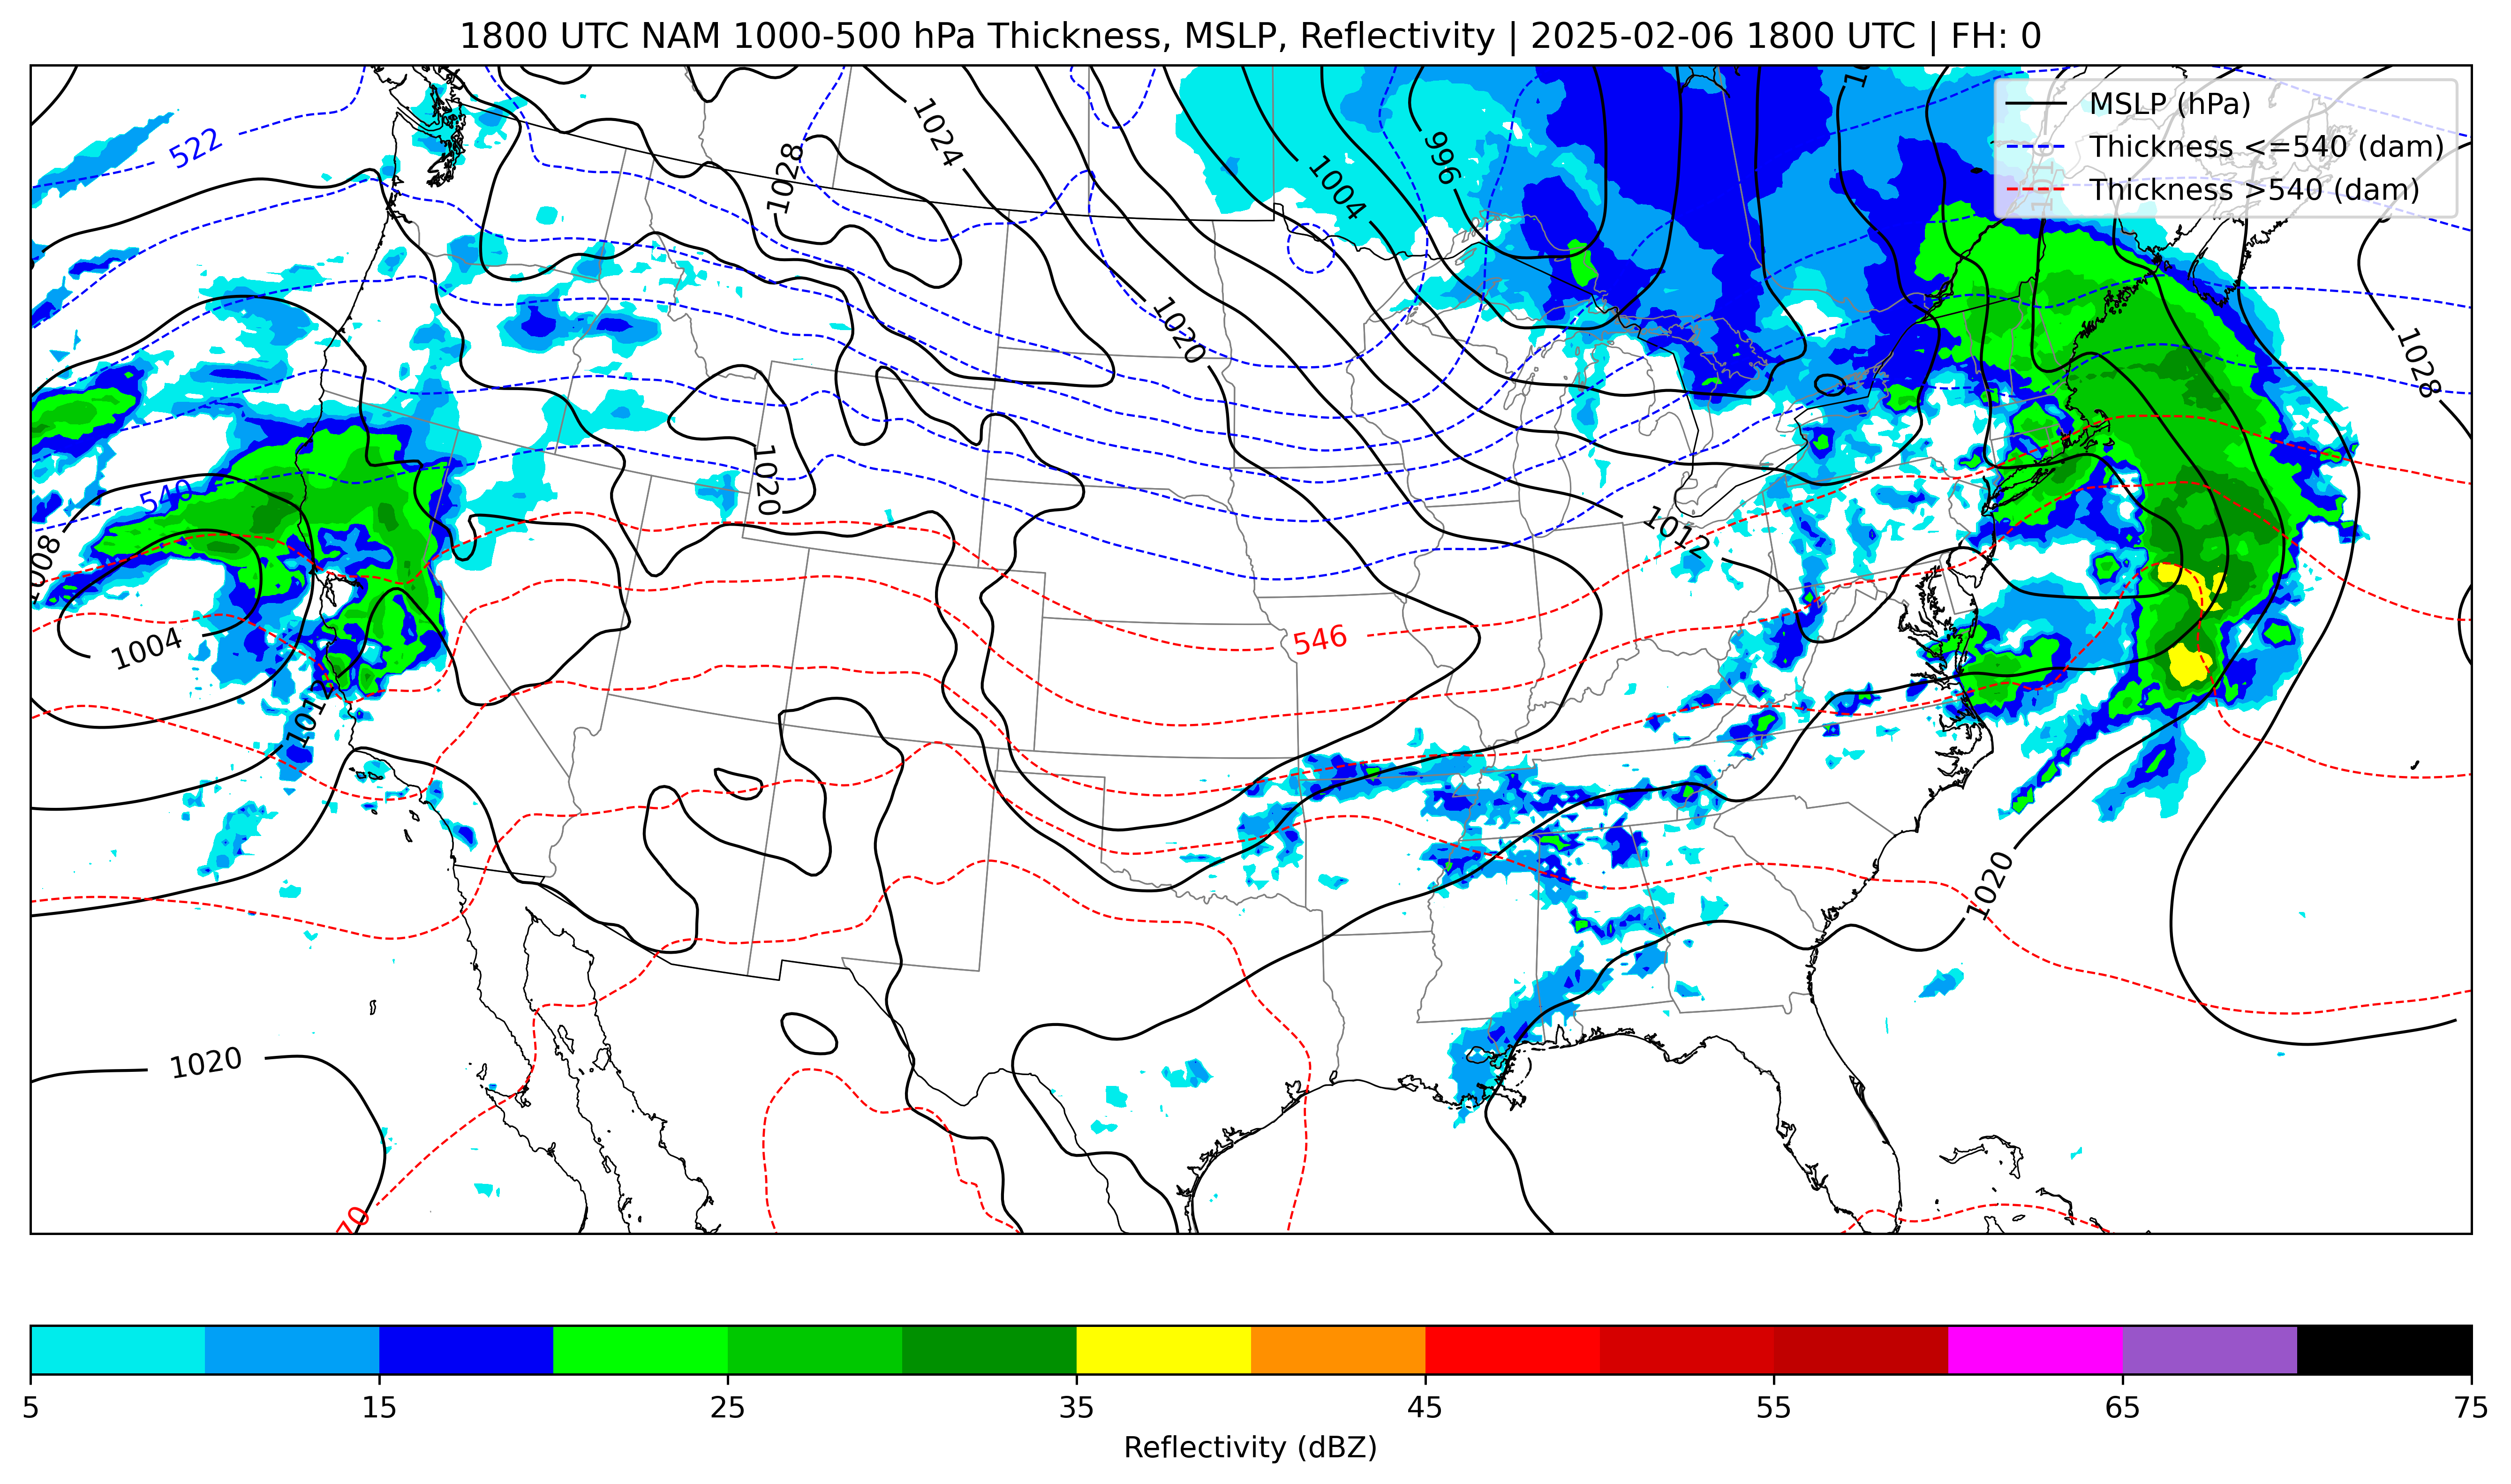 1800 UTC NAM 1000-500 hPa Thickness, MSLP, Reflectivity | 2025-02-06 1800 UTC | FH: 0
MSLP (hPa)
Thickness <=540 (dam)
Thickness >540 (dam)
522
1024
996
1028
1004
1020
1028
1020
540
1012
1008
546
1004
1012
1020
1020
70
5 15 25 35 45 55 65 75
Reflectivity (dBZ)